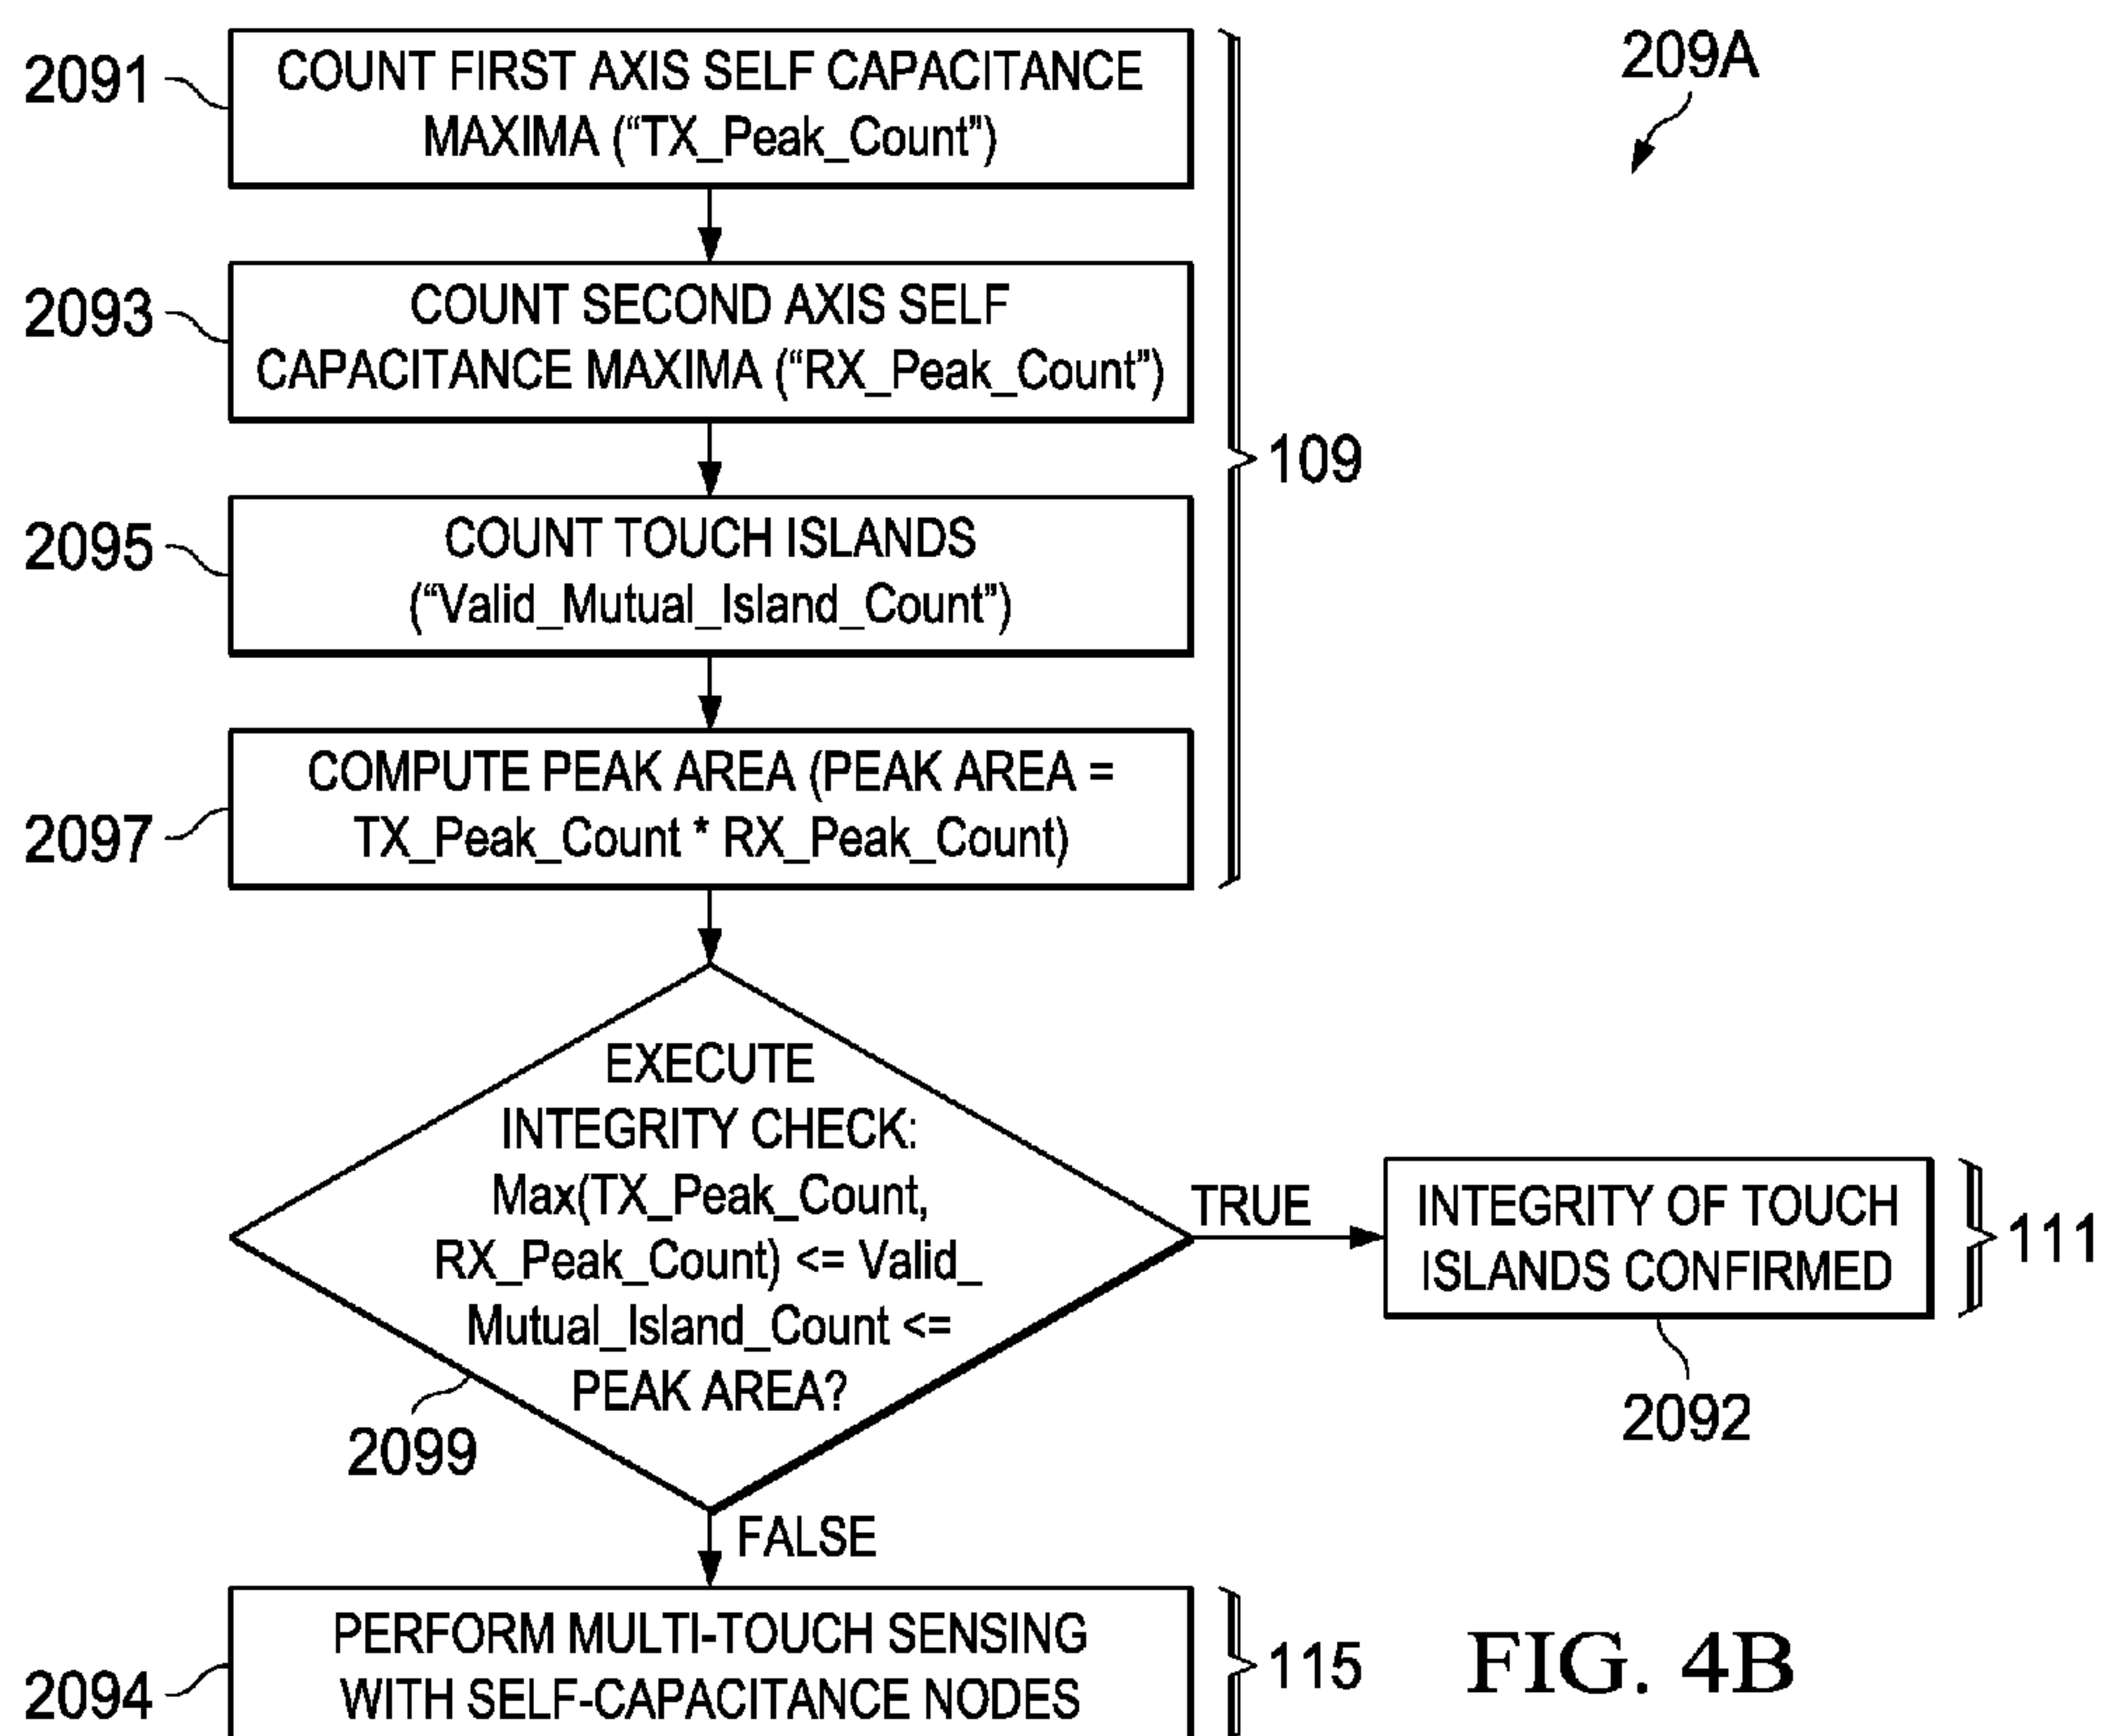 209A
2091
COUNT FIRST AXIS SELF CAPACITANCE
MAXIMA (“TX_Peak_Count”)
2093
COUNT SECOND AXIS SELF
CAPACITANCE MAXIMA (“RX_Peak_Count”)
109
2095
COUNT TOUCH ISLANDS
(“Valid_Mutual_Island_Count”)
2097
COMPUTE PEAK AREA (PEAK AREA =
TX_Peak_Count * RX_Peak_Count)
EXECUTE
INTEGRITY CHECK:
Max(TX_Peak_Count,
RX_Peak_Count) <= Valid_
Mutual_Island_Count <=
PEAK AREA?
2099
TRUE
INTEGRITY OF TOUCH
ISLANDS CONFIRMED
111
2092
FALSE
2094
PERFORM MULTI-TOUCH SENSING
WITH SELF-CAPACITANCE NODES
115
FIG. 4B